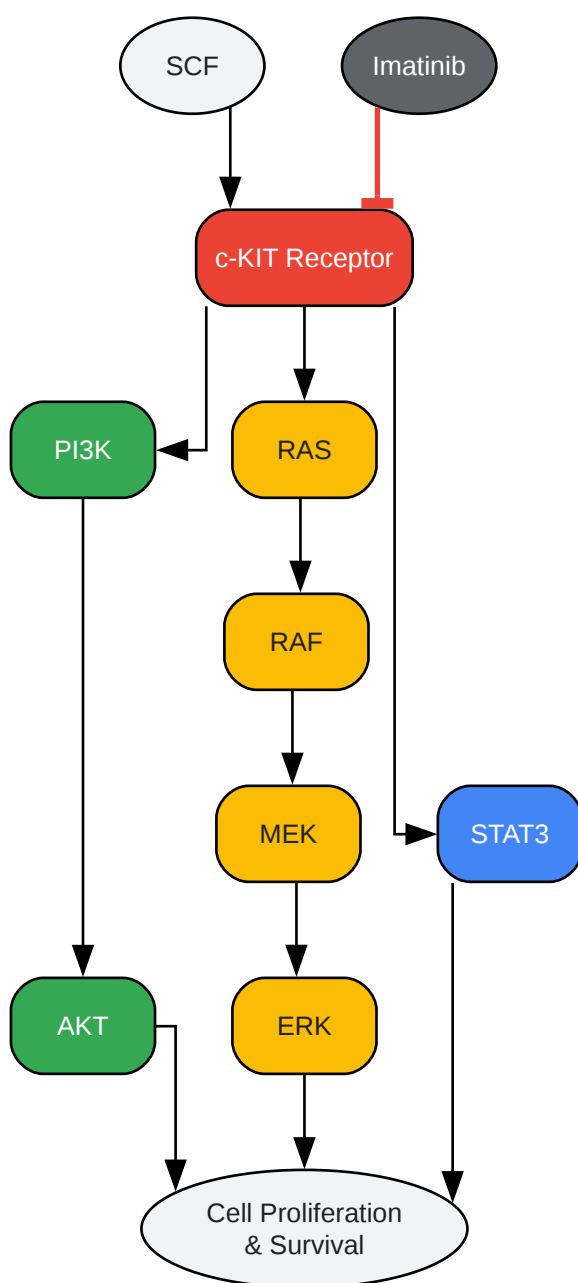 SCF
Imatinib
c-KIT Receptor
PI3K
RAS
RAF
MEK
STAT3
AKT
ERK
Cell Proliferation
& Survival